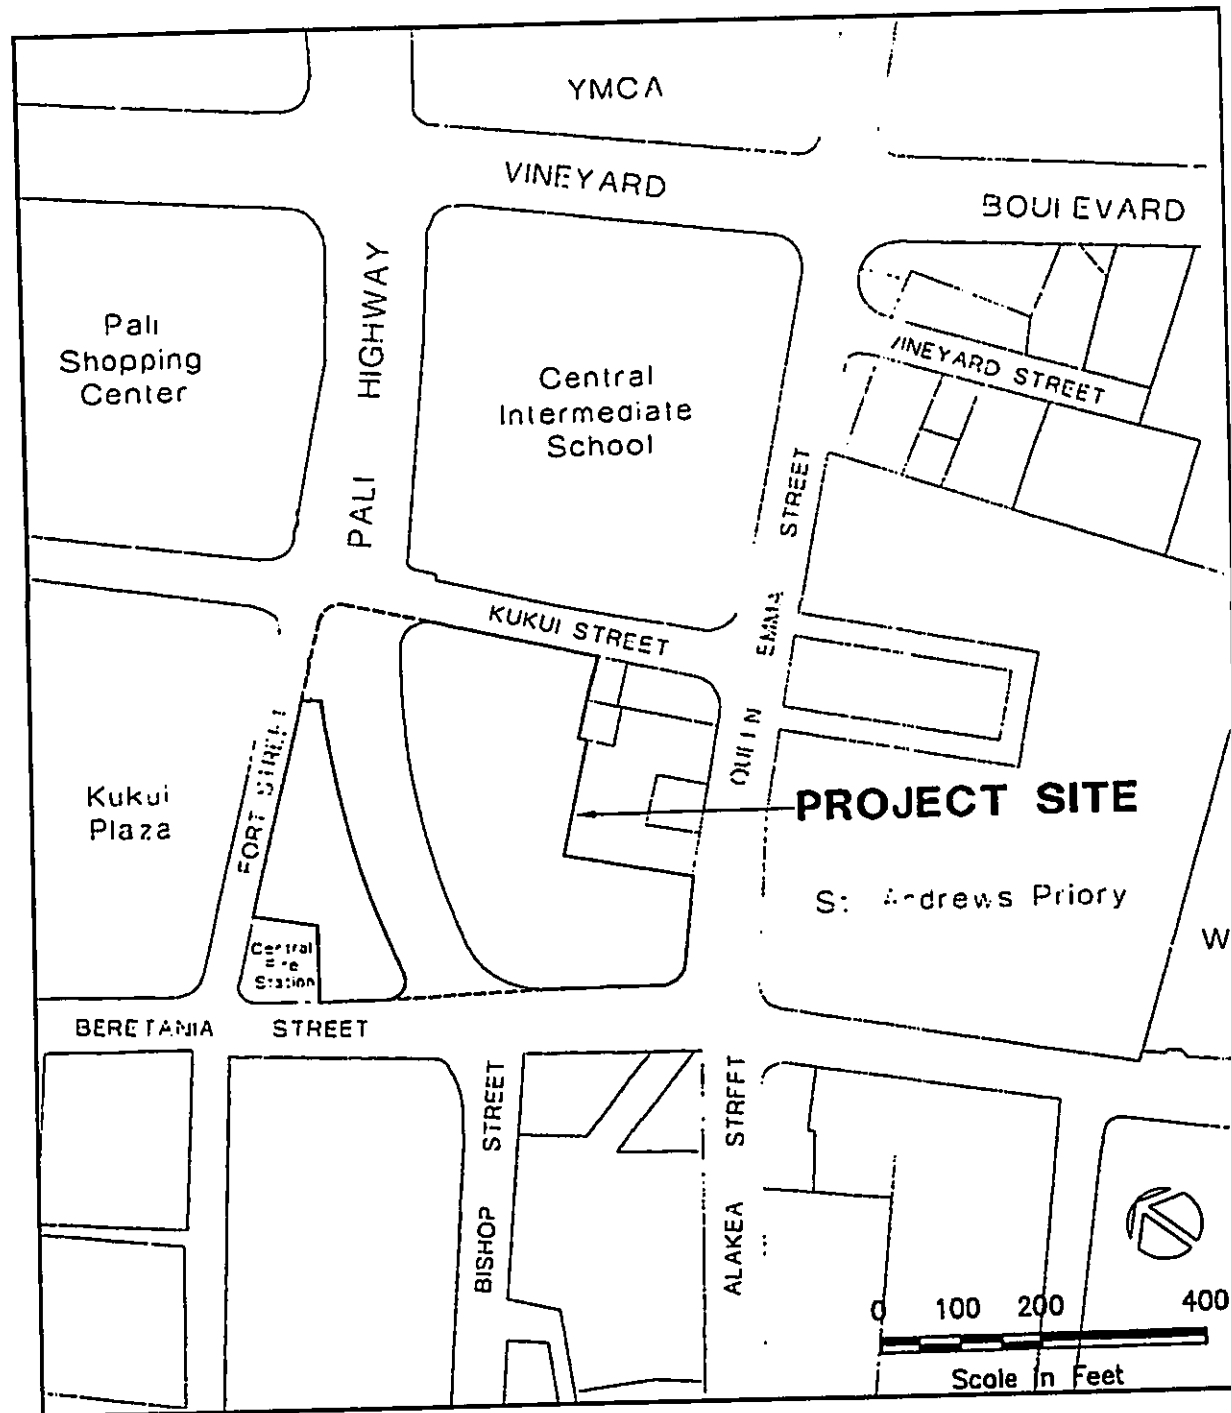 YMCA
VINEYARD
BOULEVARD
PALI HIGHWAY
Pali
Shopping
Center
Central
Intermediate
School
VINEYARD STREET
KUKUI STREET
QUEEN EMMA STREET
FORT STREET
Kukui
Plaza
PROJECT SITE
St Andrews Priory
W
Central
Fire
Station
BERETANIA STREET
BISHOP STREET
ALAKEA STREET
0 100 200 400
Scale In Feet